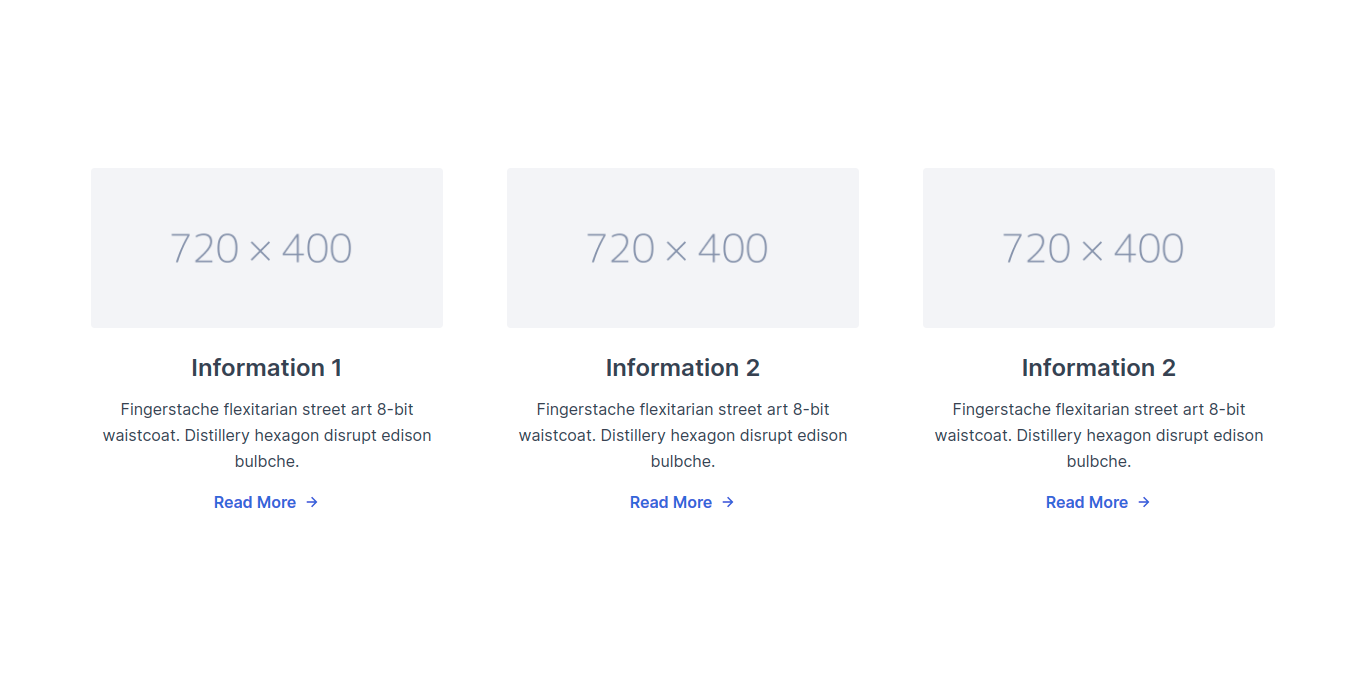 720×400
Information 1
Fingerstache flexitarian street art 8-bit
waistcoat. Distillery hexagon disrupt edison
bulbche.
Read More →
720×400
Information 2
Fingerstache flexitarian street art 8-bit
waistcoat. Distillery hexagon disrupt edison
bulbche.
Read More →
720×400
Information 2
Fingerstache flexitarian street art 8-bit
waistcoat. Distillery hexagon disrupt edison
bulbche.
Read More →